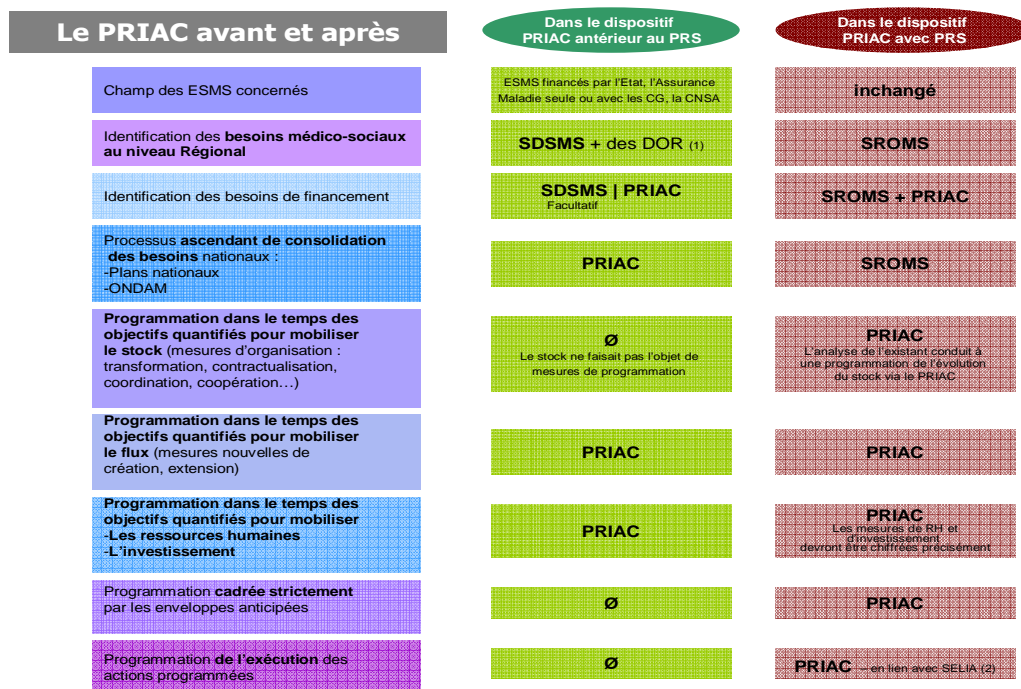 Le PRIAC avant et après
Dans le dispositif
PRIAC antérieur au PRS
Dans le dispositif
PRIAC avec PRS
Champ des ESMS concernés
ESMS financés par l'Etat, l'Assurance
Maladie seule ou avec les CG, la CNSA
inchangé
Identification des besoins médico-sociaux
au niveau Régional
SDSMS + des DOR (1)
SROMS
Identification des besoins de financement
SDSMS | PRIAC
Facultatif
SROMS + PRIAC
Processus ascendant de consolidation
des besoins nationaux :
-Plans nationaux
-ONDAM
PRIAC
SROMS
Programmation dans le temps des
objectifs quantifiés pour mobiliser
le stock (mesures d'organisation :
transformation, contractualisation,
coordination, coopération…)
Ø
Le stock ne faisait pas l'objet de
mesures de programmation
PRIAC
L'analyse de l'existant conduit à
une programmation de l'évolution
du stock via le PRIAC
Programmation dans le temps des
objectifs quantifiés pour mobiliser
le flux (mesures nouvelles de
création, extension)
PRIAC
PRIAC
Programmation dans le temps des
objectifs quantifiés pour mobiliser
-Les ressources humaines
-L'investissement
PRIAC
PRIAC
Les mesures de RH et
d'investissement
devront être chiffrées précisément
Programmation cadrée strictement
par les enveloppes anticipées
Ø
PRIAC
Programmation de l'exécution des
actions programmées
Ø
PRIAC – en lien avec SELIA (2)